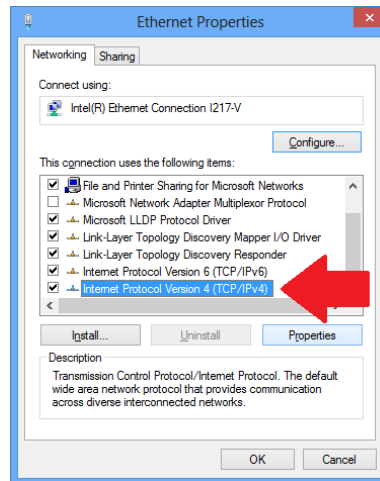 Ethernet Properties
Networking
Sharing
Connect using:
Intel(R) Ethernet Connection I217-V
Configure...
This connection uses the following items:
File and Printer Sharing for Microsoft Networks
Microsoft Network Adapter Multiplexor Protocol
Microsoft LLDP Protocol Driver
Link-Layer Topology Discovery Mapper I/O Driver
Link-Layer Topology Discovery Responder
Internet Protocol Version 6 (TCP/IPv6)
Internet Protocol Version 4 (TCP/IPv4)
Install...
Uninstall
Properties
Description
Transmission Control Protocol/Internet Protocol. The default
wide area network protocol that provides communication
across diverse interconnected networks.
OK
Cancel